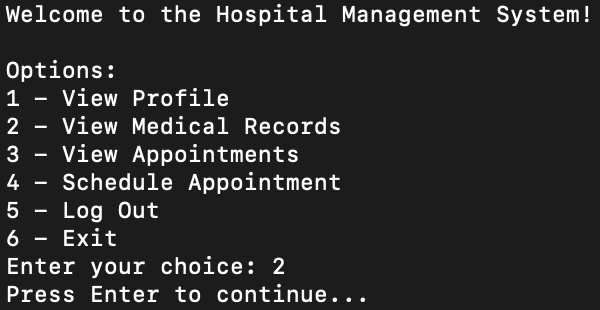 Welcome to the Hospital Management System!
Options:
1 – View Profile
2 – View Medical Records
3 – View Appointments
4 – Schedule Appointment
5 – Log Out
6 – Exit
Enter your choice: 2
Press Enter to continue...